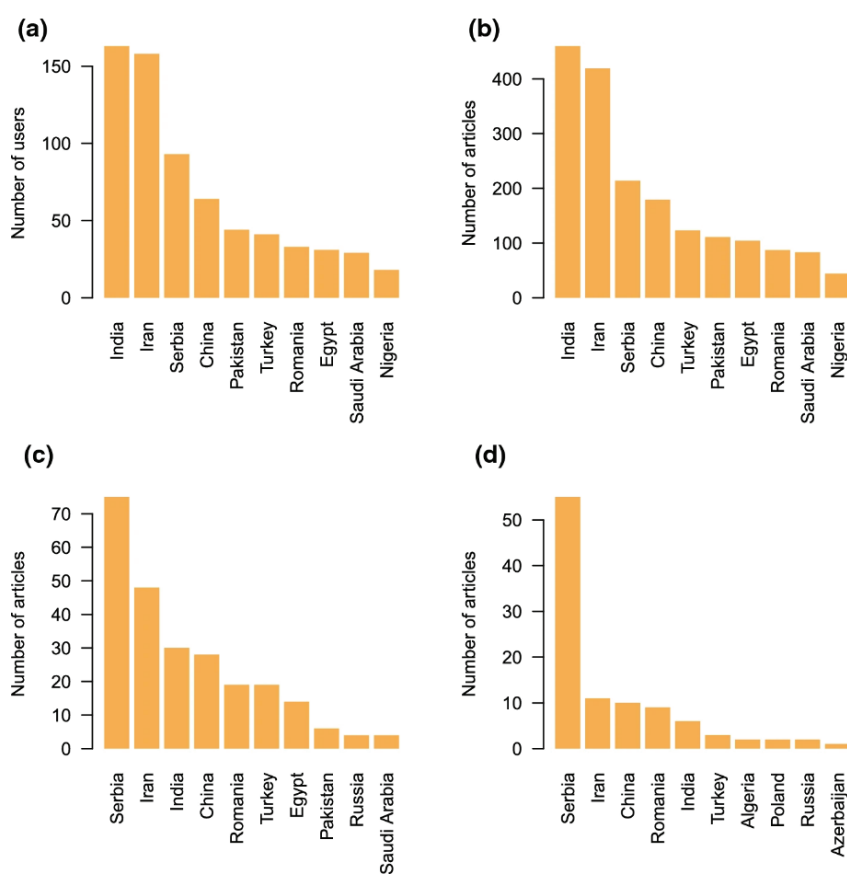 (a)
Number of users
150
100
50
0
India
Iran
Serbia
China
Pakistan
Turkey
Romania
Egypt
Saudi Arabia
Nigeria
(b)
Number of articles
400
300
200
100
0
India
Iran
Serbia
China
Turkey
Pakistan
Egypt
Romania
Saudi Arabia
Nigeria
(c)
Number of articles
70
60
50
40
30
20
10
0
Serbia
Iran
India
China
Romania
Turkey
Egypt
Pakistan
Russia
Saudi Arabia
(d)
Number of articles
50
40
30
20
10
0
Serbia
Iran
China
Romania
India
Turkey
Algeria
Poland
Russia
Azerbaijan